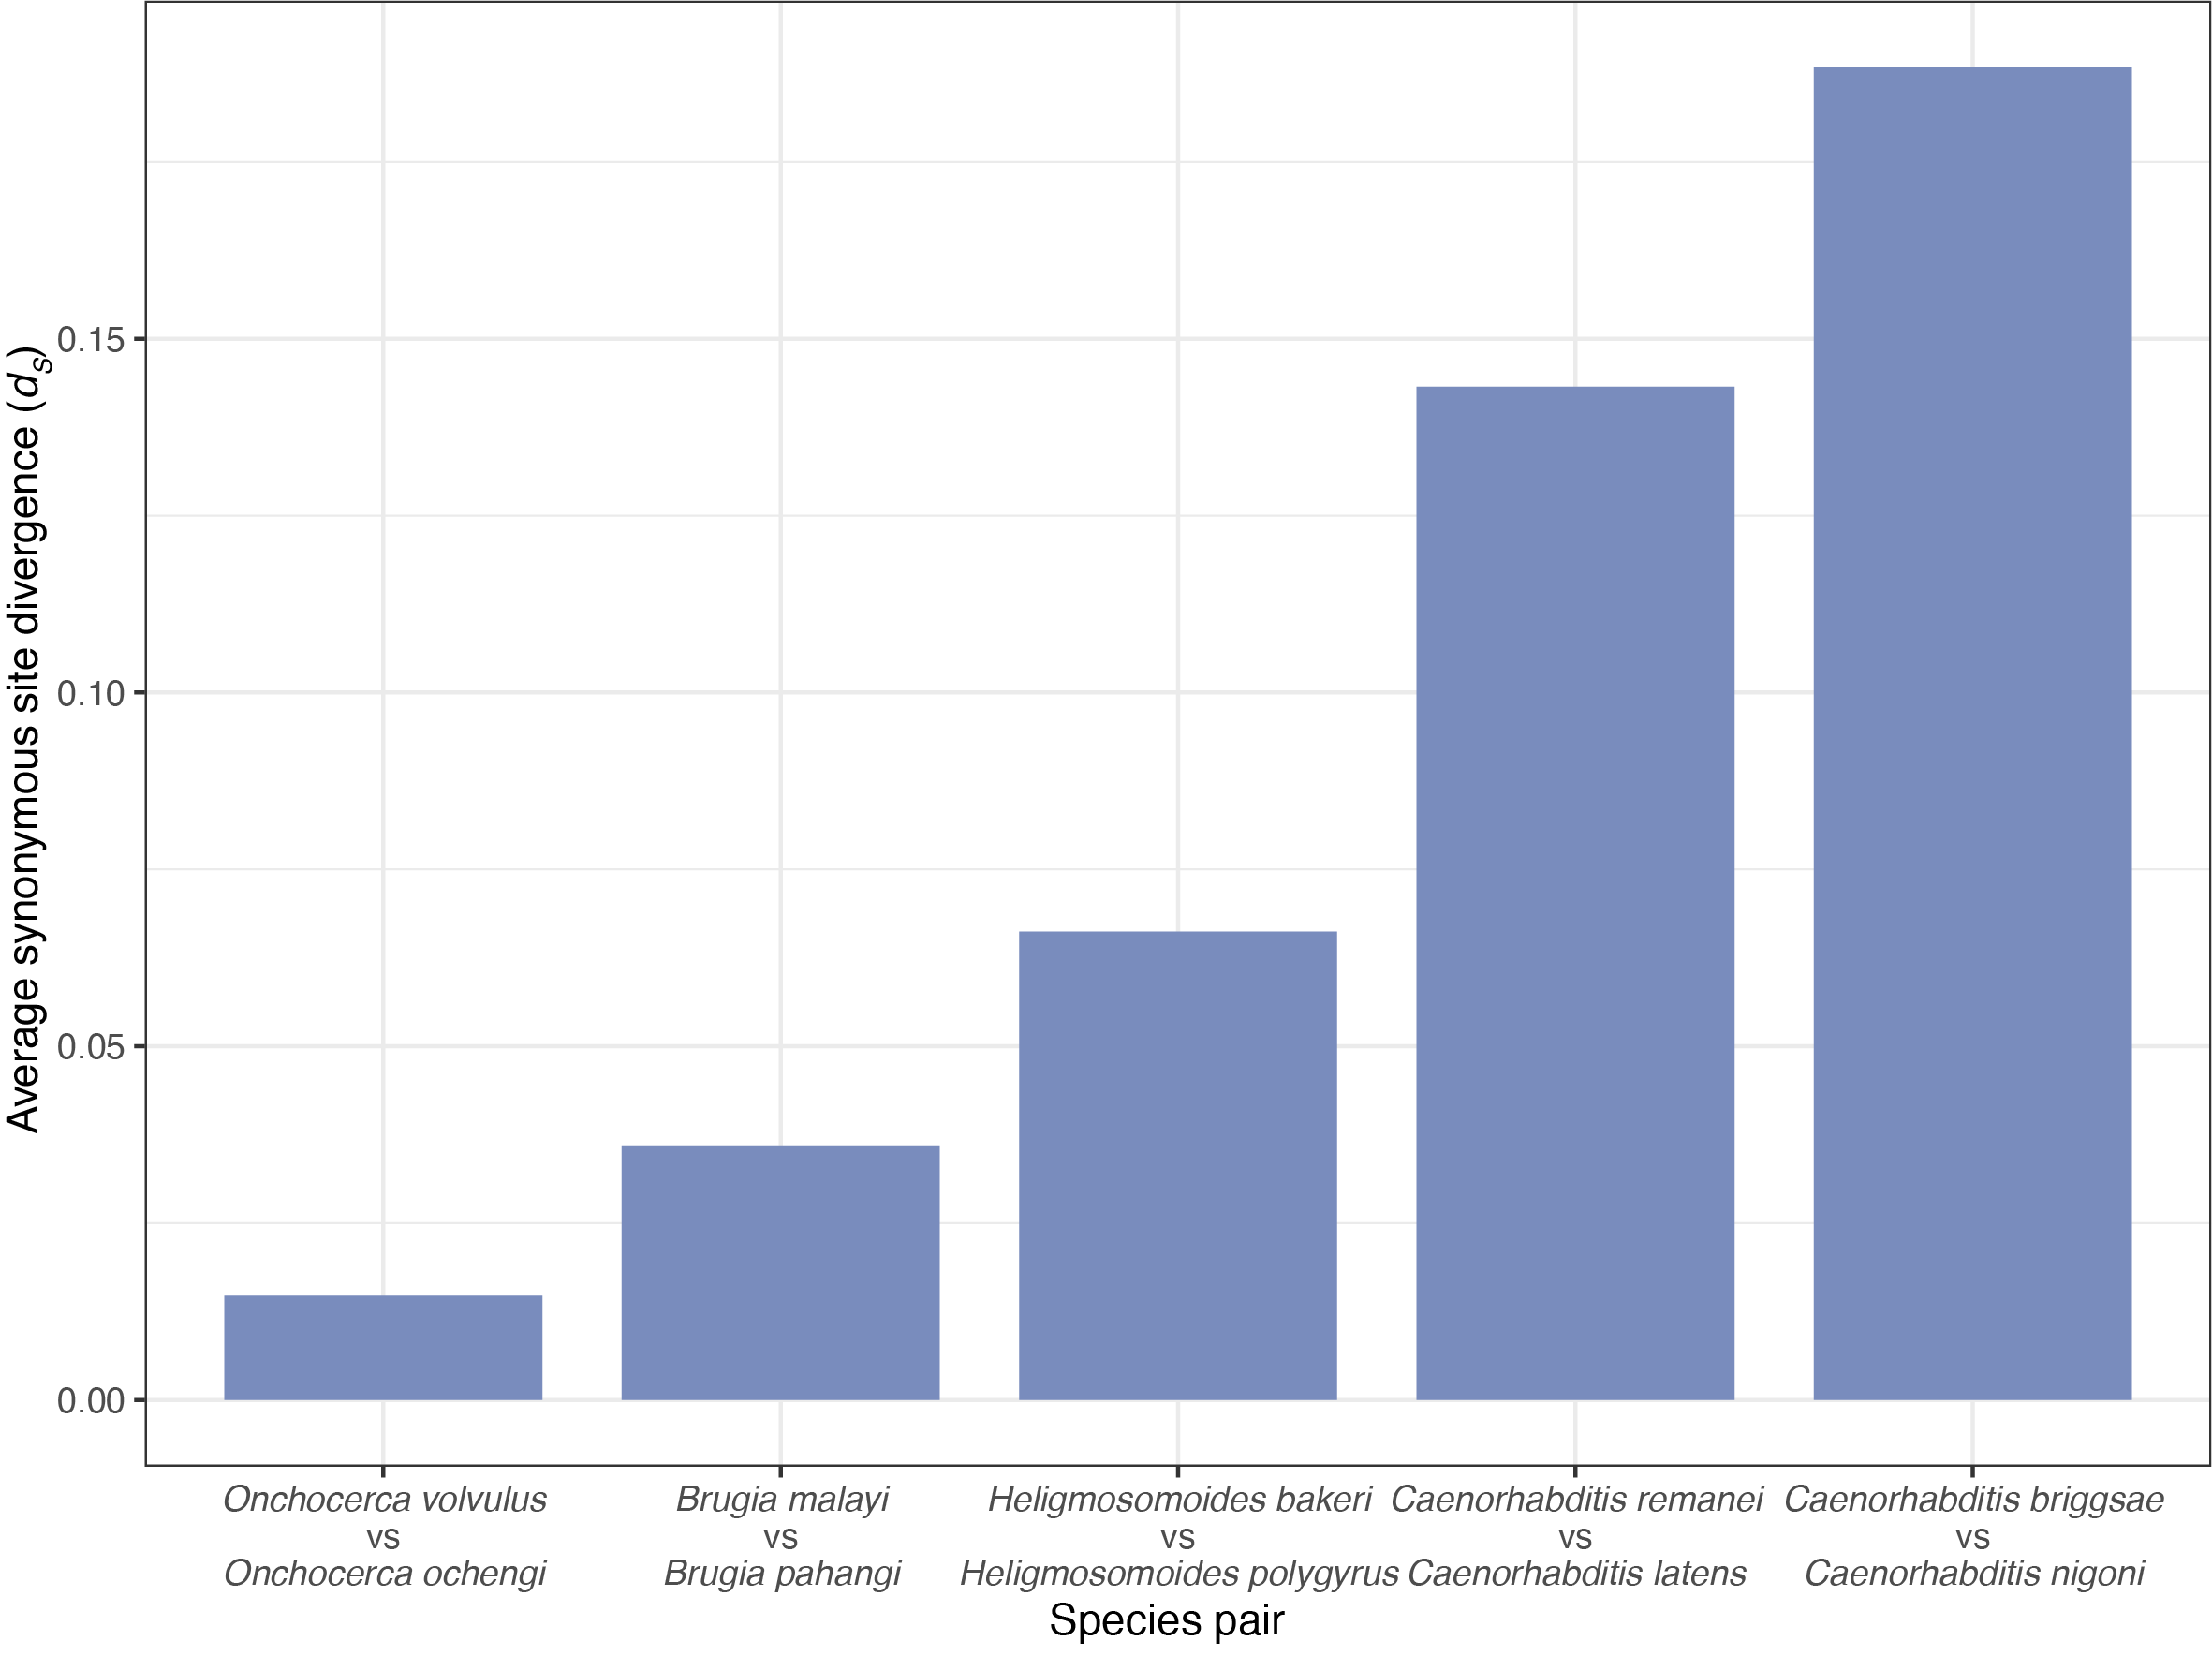 Average synonymous site divergence (ds)
0.15
0.10
0.05
0.00
Onchocerca volvulus
vs
Onchocerca ochengi
Brugia malayi
vs
Brugia pahangi
Heligmosomoides bakeri
vs
Heligmosomoides polygyrus
Caenorhabditis remanei
vs
Caenorhabditis latens
Caenorhabditis briggsae
vs
Caenorhabditis nigoni
Species pair